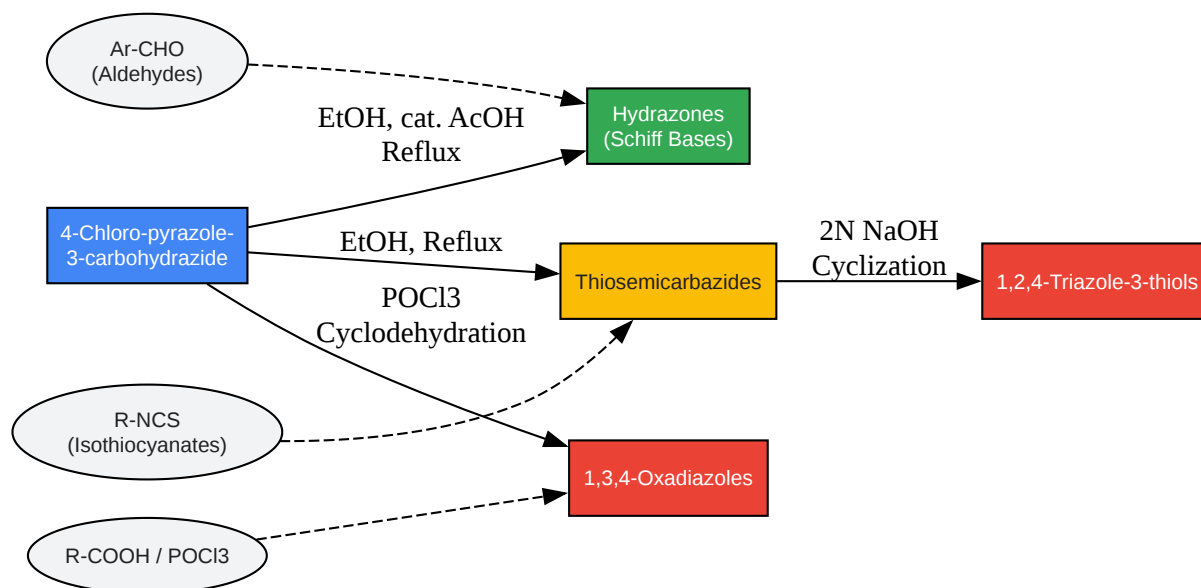 Ar-CHO
(Aldehydes)
EtOH, cat. AcOH
Reflux
Hydrazones
(Schiff Bases)
4-Chloro-pyrazole-
3-carbohydrazide
EtOH, Reflux
Thiosemicarbazides
2N NaOH
Cyclization
1,2,4-Triazole-3-thiols
POCl3
Cyclodehydration
R-NCS
(Isothiocyanates)
1,3,4-Oxadiazoles
R-COOH / POCl3